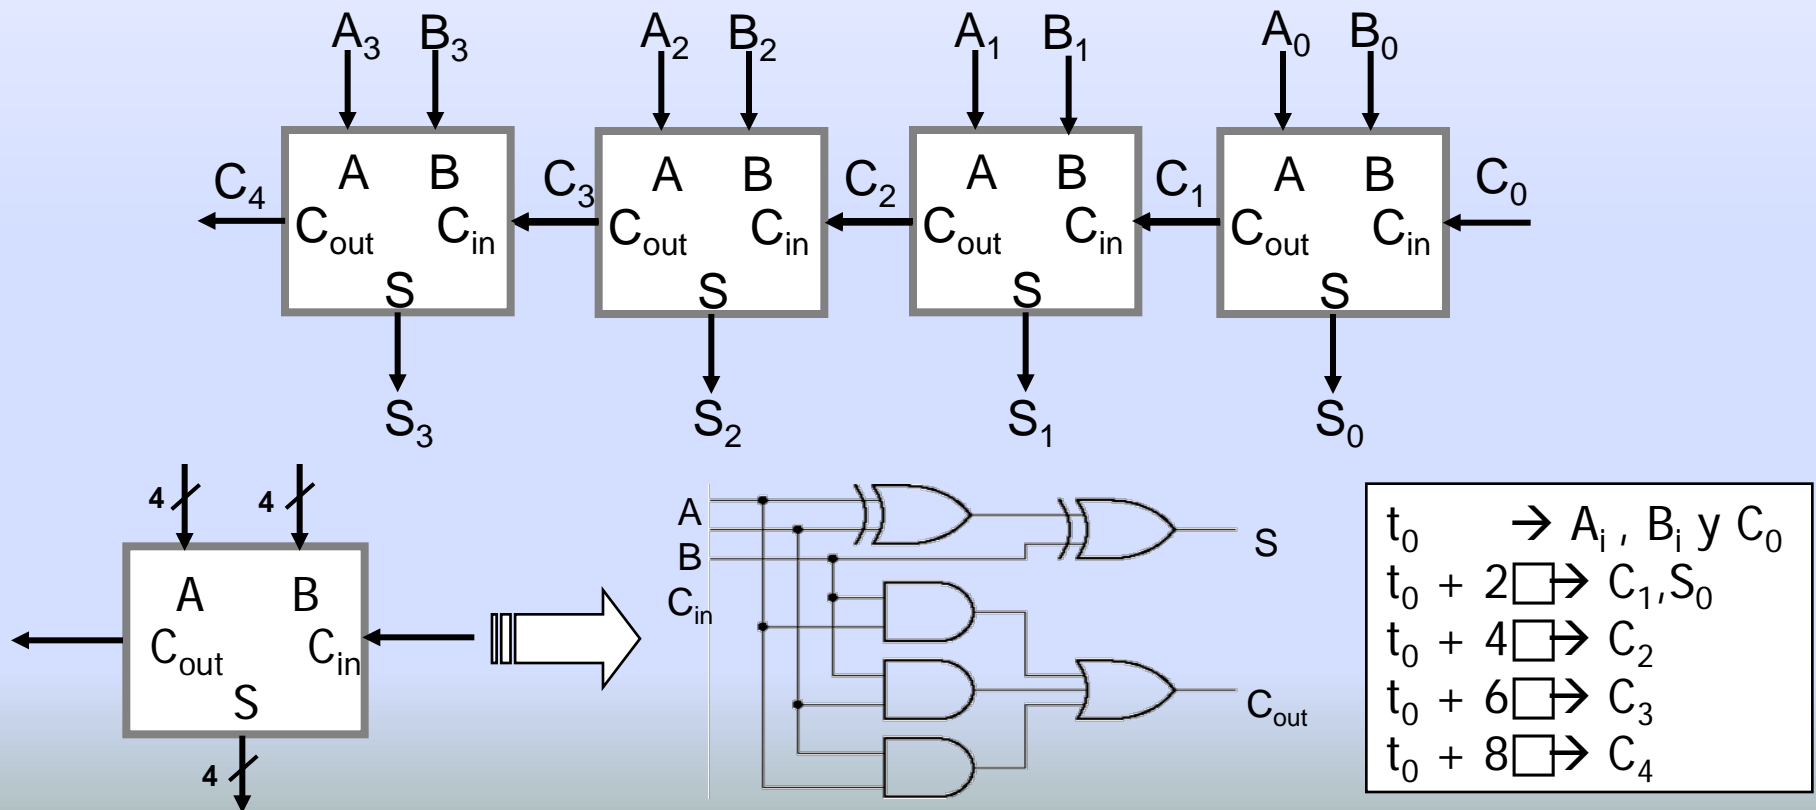 A3 B3 A2 B2 A1 B1 A0 B0
A B A B A B A B
C4 C3 C2 C1 C0
Cout Cin Cout Cin Cout Cin Cout Cin
S S S S
S3 S2 S1 S0
4 4
A B
Cout Cin
S
4
A
B
Cin
S
Cout
t0 → Ai , Bi y C0
t0 + 2□→ C1,S0
t0 + 4□→ C2
t0 + 6□→ C3
t0 + 8□→ C4